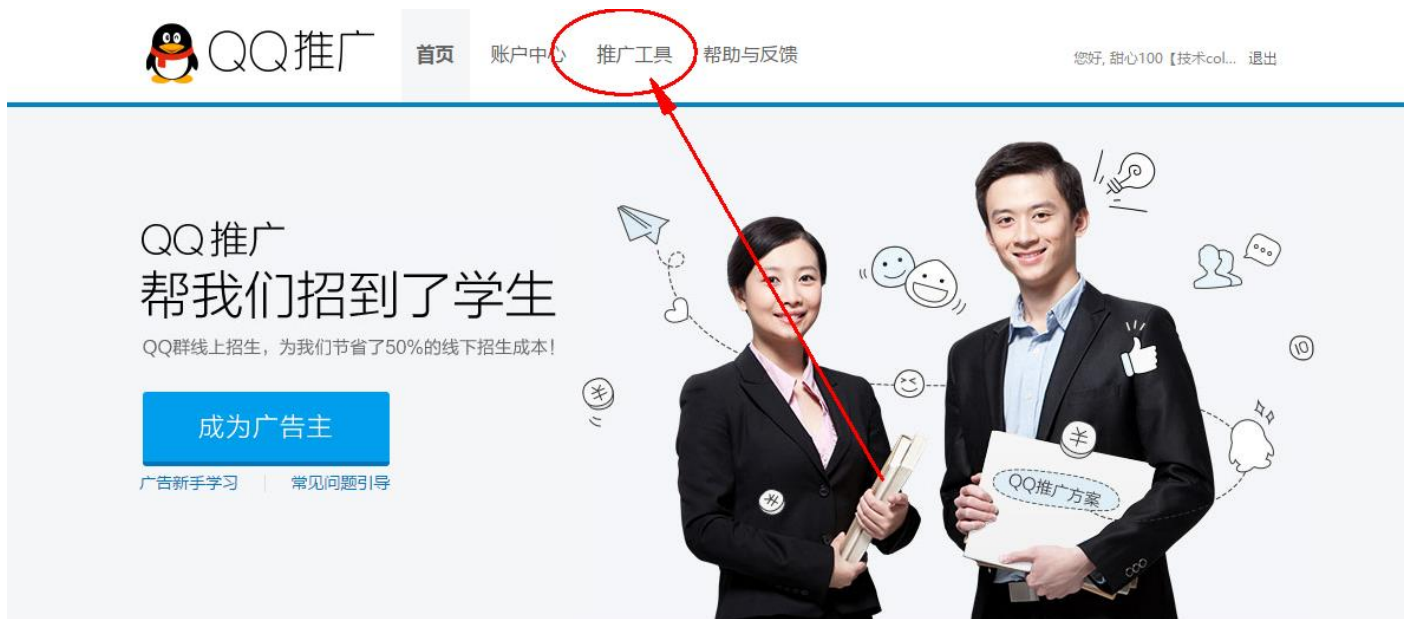 QQ推广
首页 账户中心 推广工具 帮助与反馈
您好, 甜心100【技术col... 退出
QQ推广
帮我们招到了学生
QQ群线上招生，为我们节省了50%的线下招生成本！
成为广告主
广告新手学习 常见问题引导
QQ推广方案
10